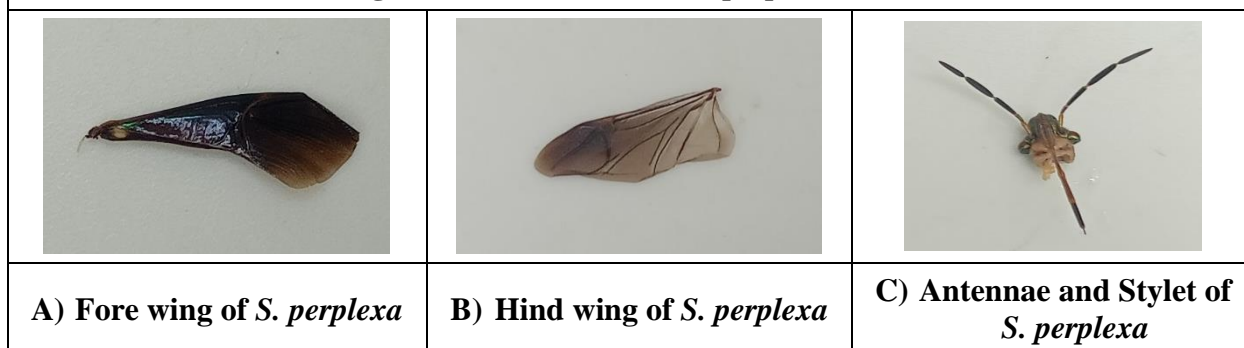 A) Fore wing of S. perplexa
B) Hind wing of S. perplexa
C) Antennae and Stylet of
S. perplexa